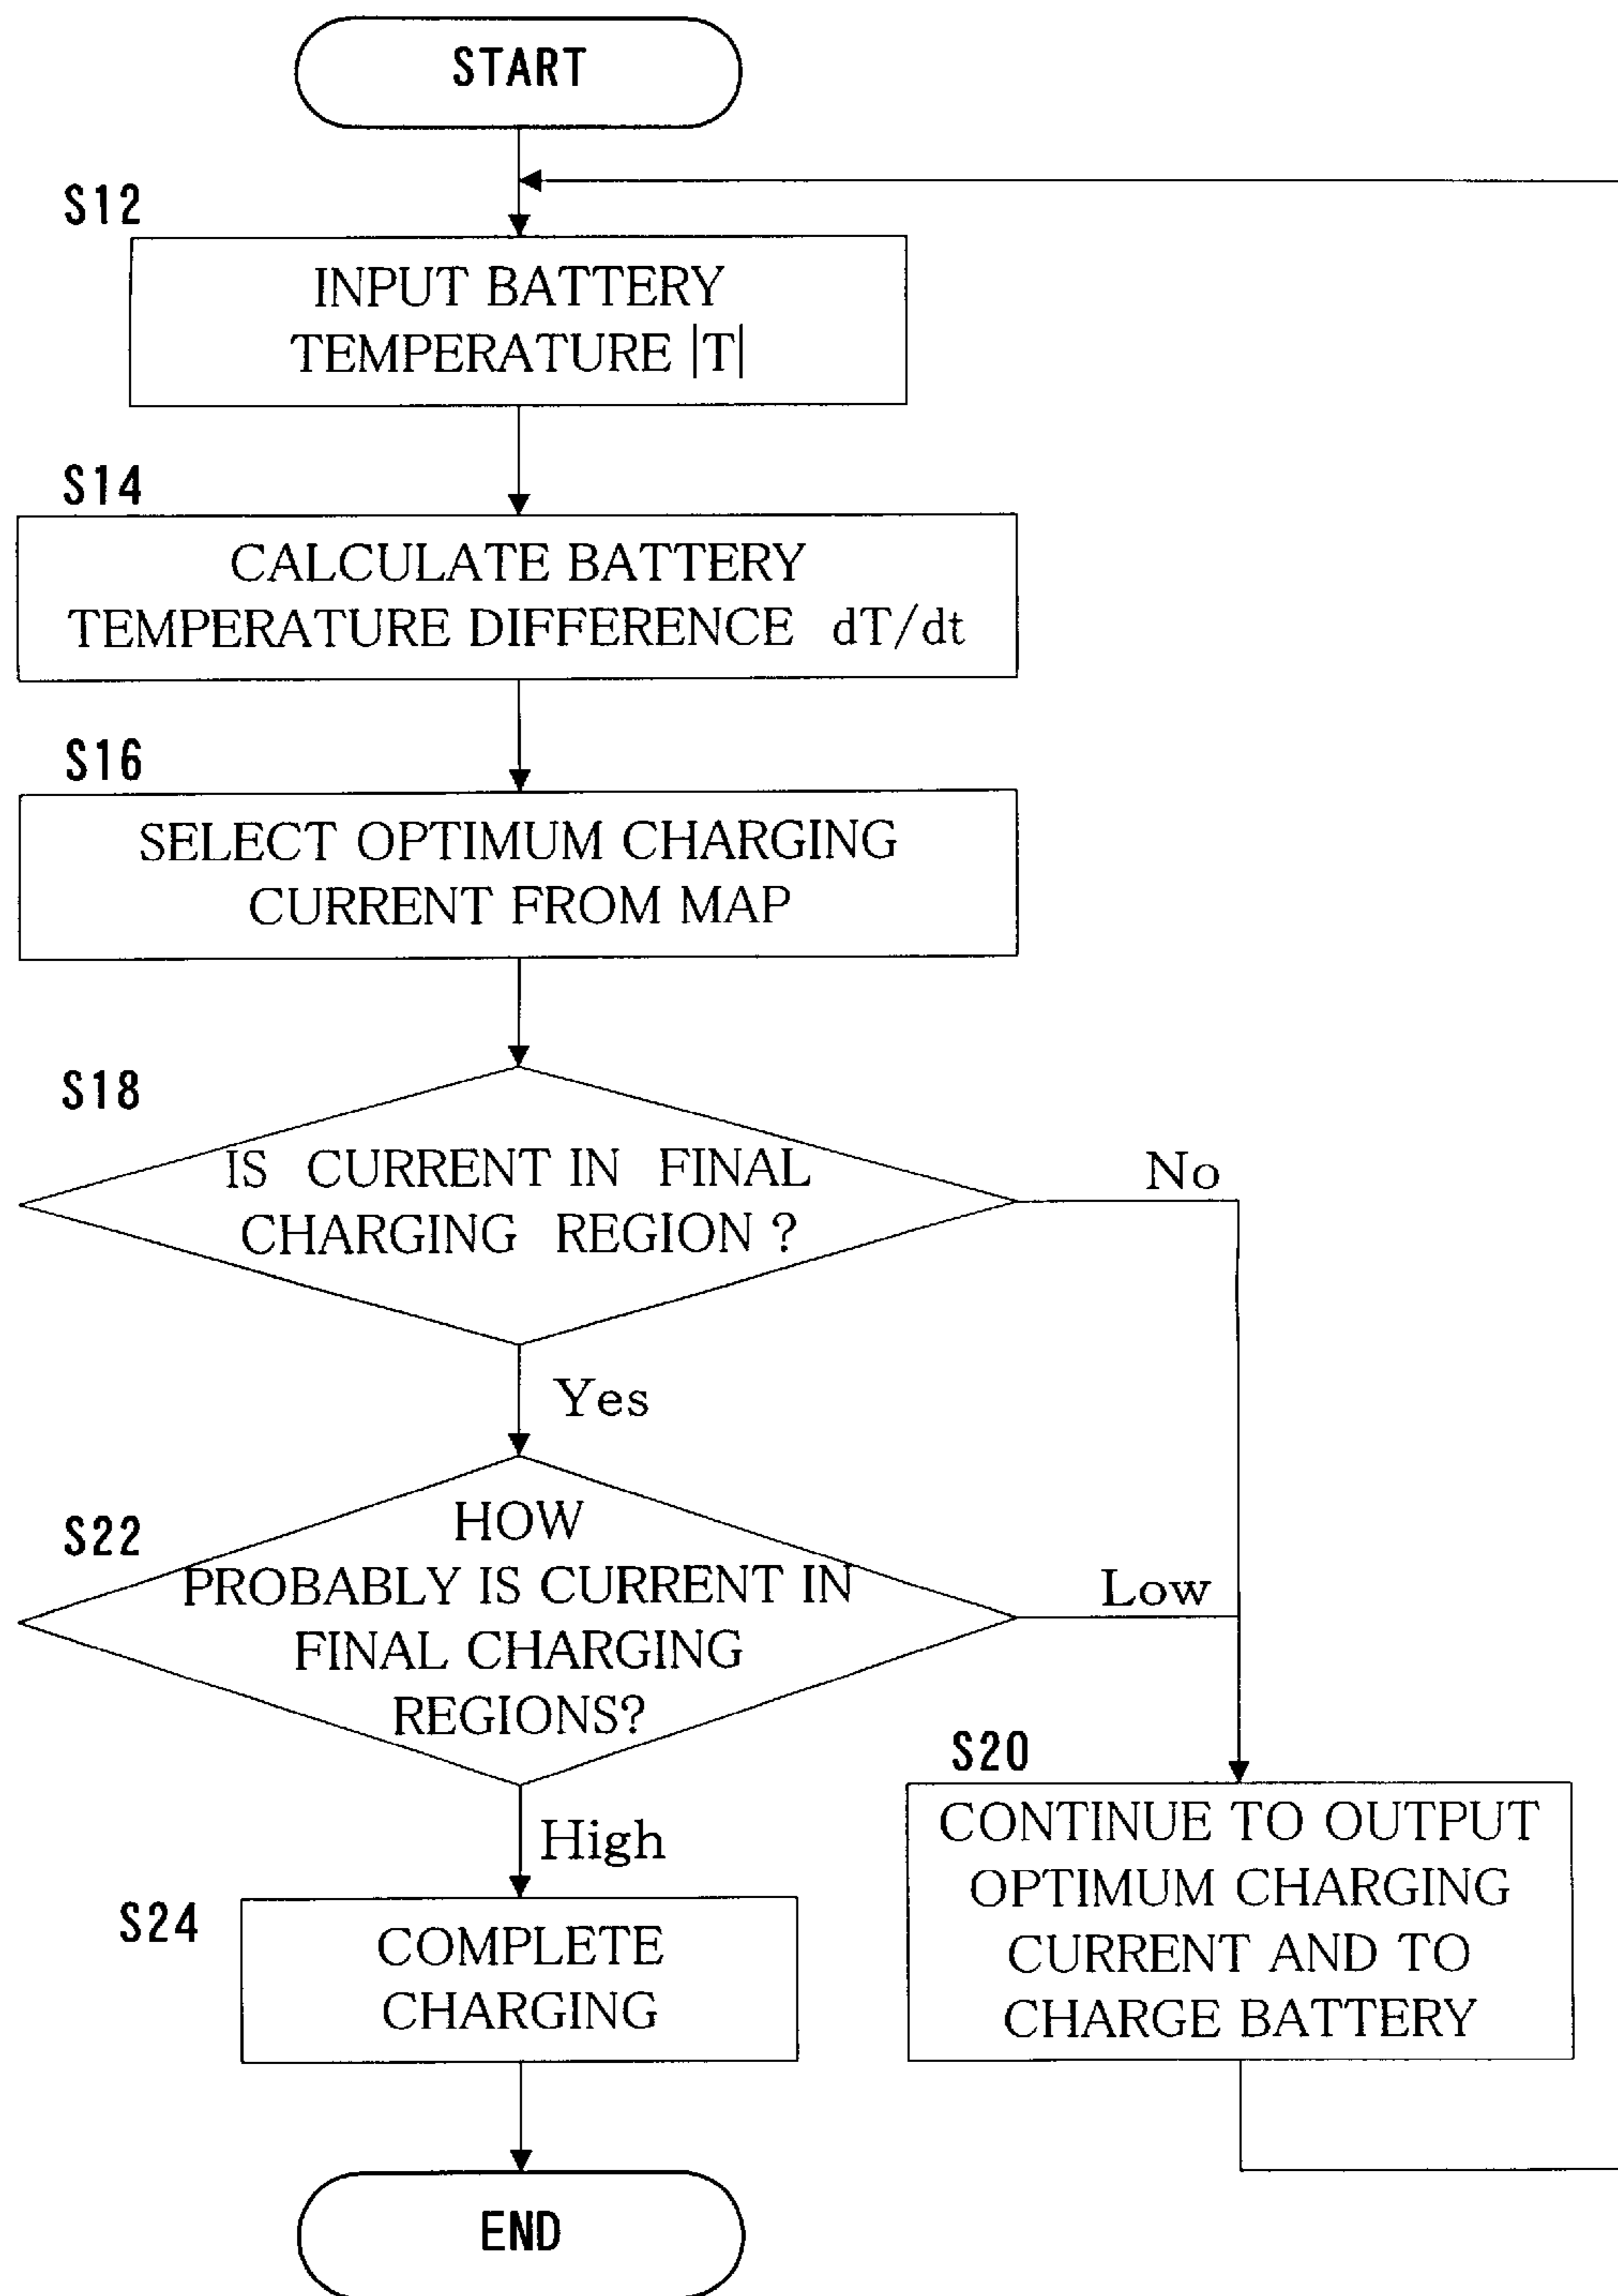 START
S12
INPUT BATTERY
TEMPERATURE |T|
S14
CALCULATE BATTERY
TEMPERATURE DIFFERENCE dT/dt
S16
SELECT OPTIMUM CHARGING
CURRENT FROM MAP
S18
IS CURRENT IN FINAL
CHARGING REGION ?
No
Yes
S22
HOW
PROBABLY IS CURRENT IN
FINAL CHARGING
REGIONS?
Low
High
S20
CONTINUE TO OUTPUT
OPTIMUM CHARGING
CURRENT AND TO
CHARGE BATTERY
S24
COMPLETE
CHARGING
END